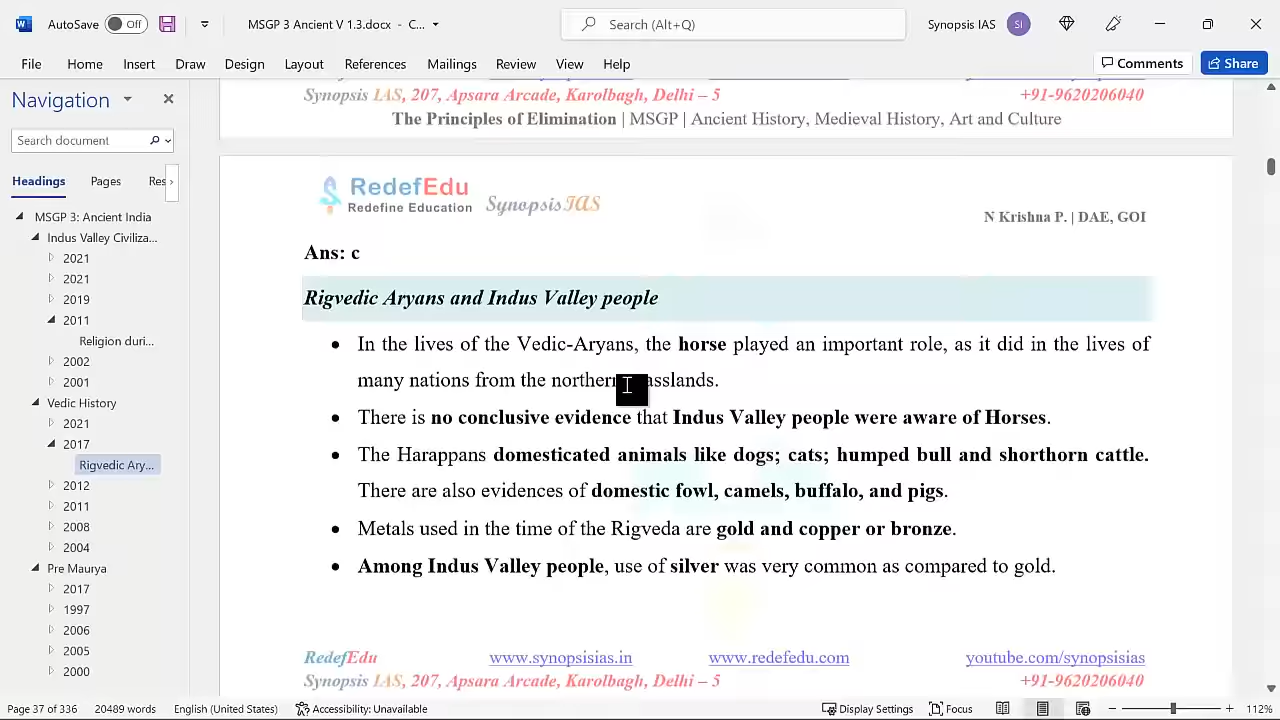 AutoSave Off MSGP 3 Ancient V 1.3.docx - C... Search (Alt+Q) Synopsis IAS SI
File Home Insert Draw Design Layout References Mailings Review View Help Comments Share
Navigation
Search document
Headings Pages Res
MSGP 3: Ancient India
Indus Valley Civiliza...
2021
2021
2019
2011
Religion duri...
2002
2001
Vedic History
2021
2017
Rigvedic Ary...
2012
2011
2008
2004
Pre Maurya
2017
1997
2006
2005
2000
Synopsis IAS, 207, Apsara Arcade, Karolbagh, Delhi – 5 +91-9620206040
The Principles of Elimination | MSGP | Ancient History, Medieval History, Art and Culture
RedefEdu
Redefine Education Synopsis IAS
N Krishna P. | DAE, GOI
Ans: c
Rigvedic Aryans and Indus Valley people
• In the lives of the Vedic-Aryans, the horse played an important role, as it did in the lives of
many nations from the northern asslands.
• There is no conclusive evidence that Indus Valley people were aware of Horses.
• The Harappans domesticated animals like dogs; cats; humped bull and shorthorn cattle.
There are also evidences of domestic fowl, camels, buffalo, and pigs.
• Metals used in the time of the Rigveda are gold and copper or bronze.
• Among Indus Valley people, use of silver was very common as compared to gold.
RedefEdu www.synopsisias.in www.redefedu.com youtube.com/synopsisias
Synopsis IAS, 207, Apsara Arcade, Karolbagh, Delhi – 5 +91-9620206040
Page 37 of 336 20489 words English (United States) Accessibility: Unavailable Display Settings Focus 112%